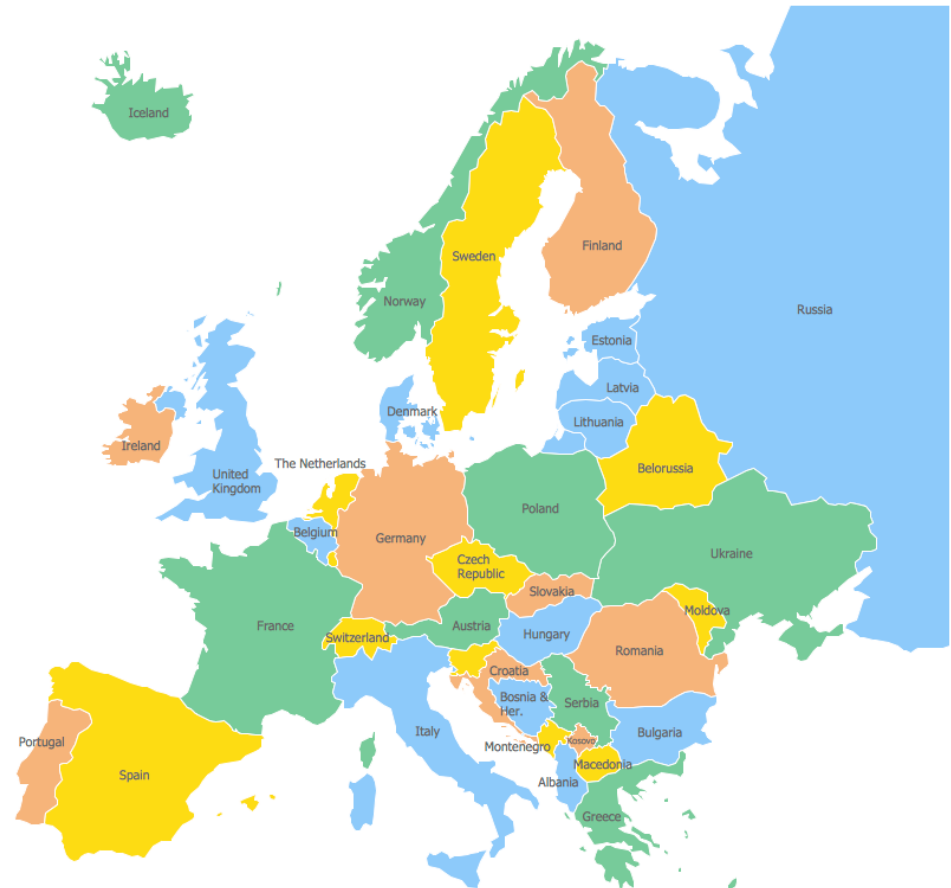 Iceland
Finland
Sweden
Norway
Russia
Estonia
Latvia
Denmark
Lithuania
Ireland
The Netherlands
Belorussia
United
Kingdom
Poland
Belgium
Germany
Ukraine
Czech
Republic
Slovakia
Moldova
France
Austria
Switzerland
Hungary
Romania
Croatia
Bosnia &
Her.
Serbia
Italy
Bulgaria
Portugal
Kosovo
Montenegro
Macedonia
Spain
Albania
Greece